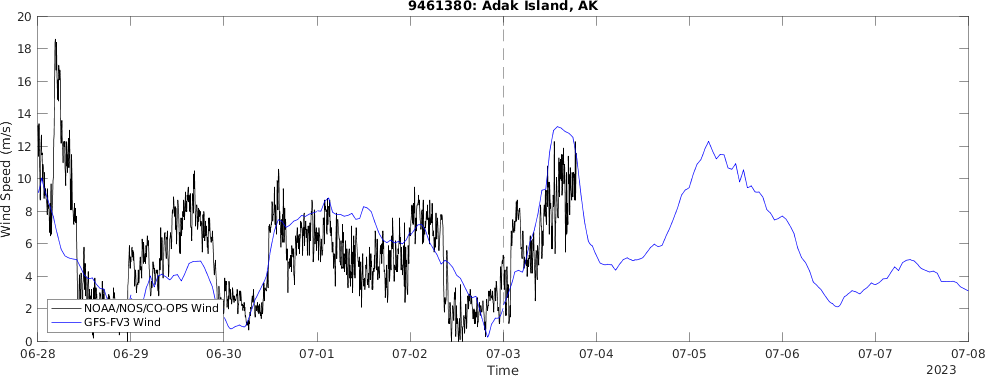 9461380: Adak Island, AK
20
18
16
14
12
10
8
6
4
2
0
Wind Speed (m/s)
NOAA/NOS/CO-OPS Wind
GFS-FV3 Wind
06-28 06-29 06-30 07-01 07-02 07-03 07-04 07-05 07-06 07-07 07-08
Time
2023